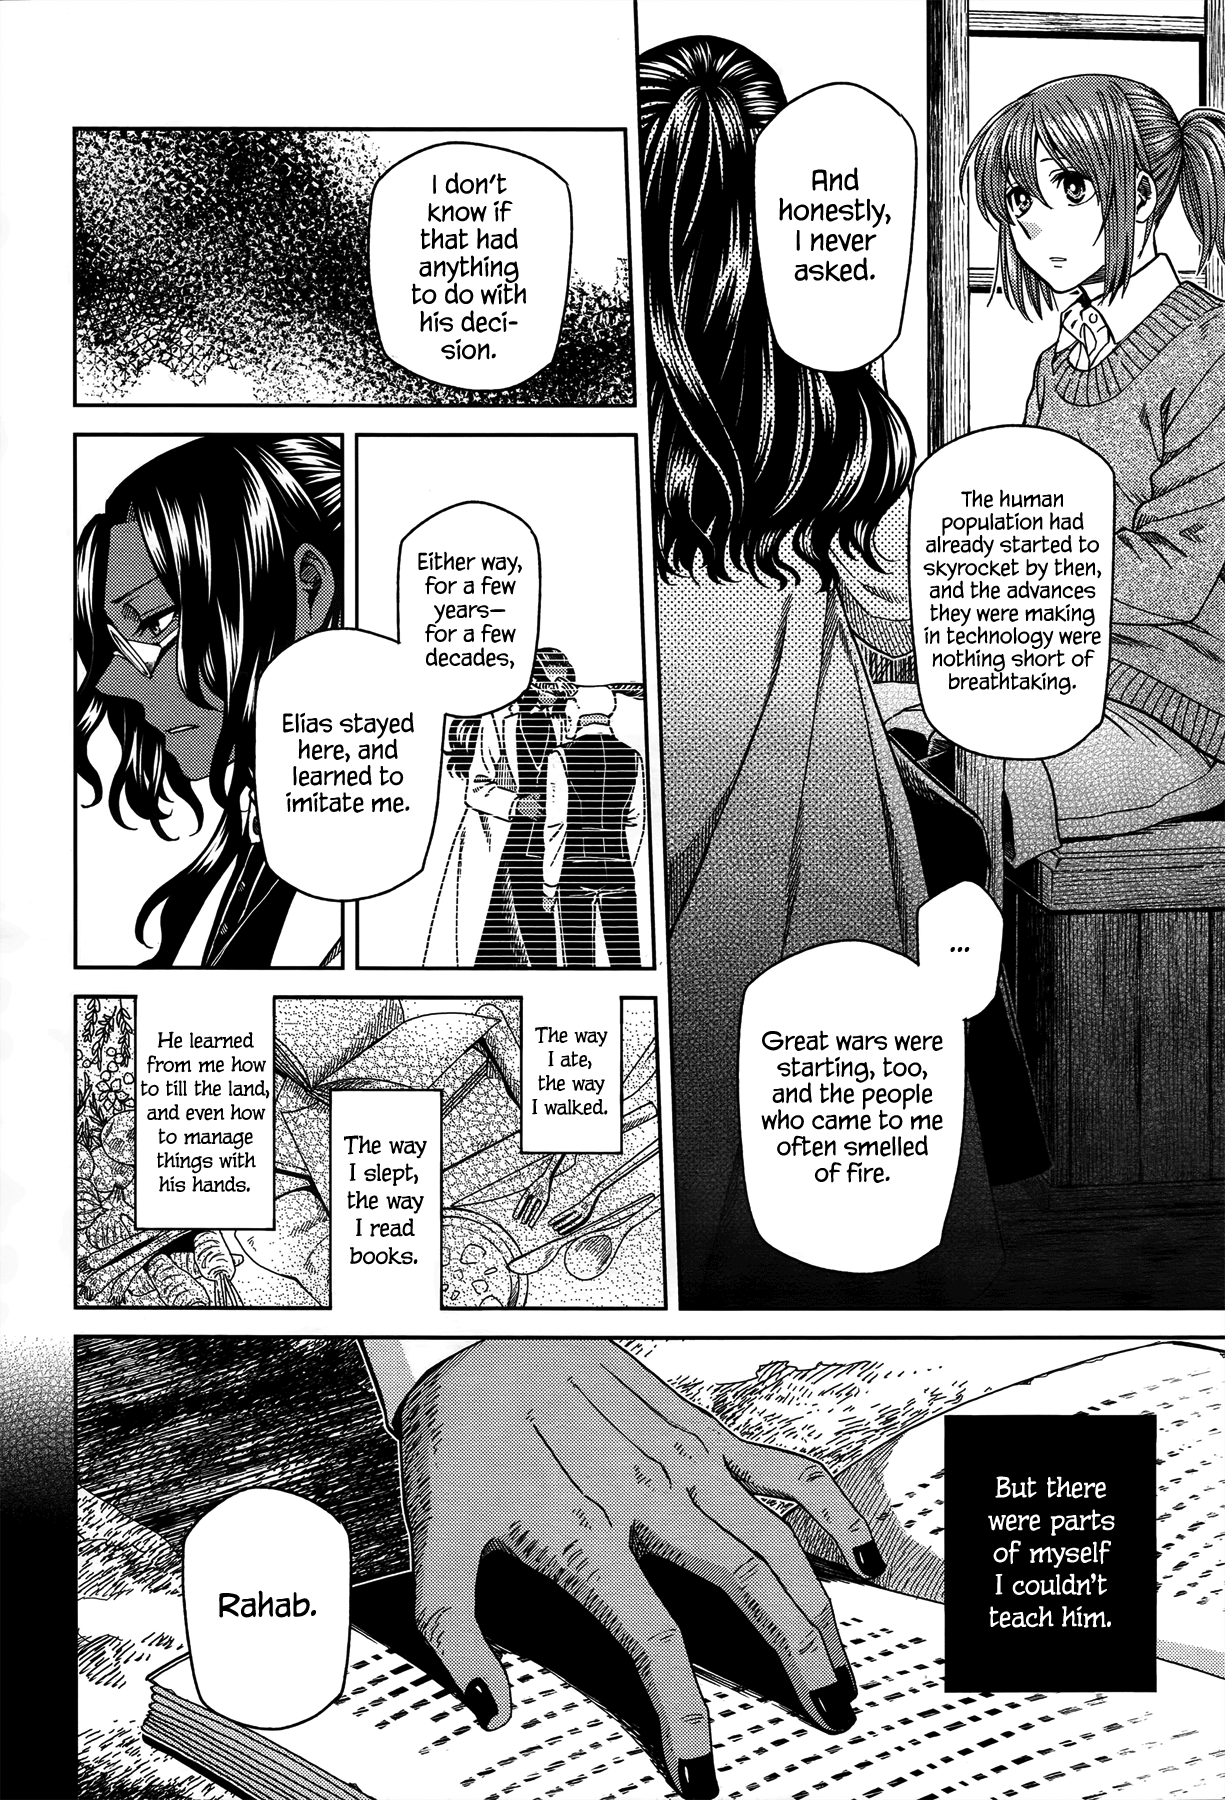 And
honestly,
I never
asked.
The human
population had
already started to
skyrocket by then,
and the advances
they were making
in technology were
nothing short of
breathtaking.
...
Great wars were
starting, too,
and the people
who came to me
often smelled
of fire.
I don't
know if
that had
anything
to do with
his deci-
sion.
Either way,
for a few
years—
for a few
decades,
Elias stayed
here, and
learned to
imitate me.
The way
I ate,
the way
I walked.
The way
I slept,
the way
I read
books.
He learned
from me how
to till the land,
and even how
to manage
things with
his hands.
But there
were parts
of myself
I couldn't
teach him.
Rahab.